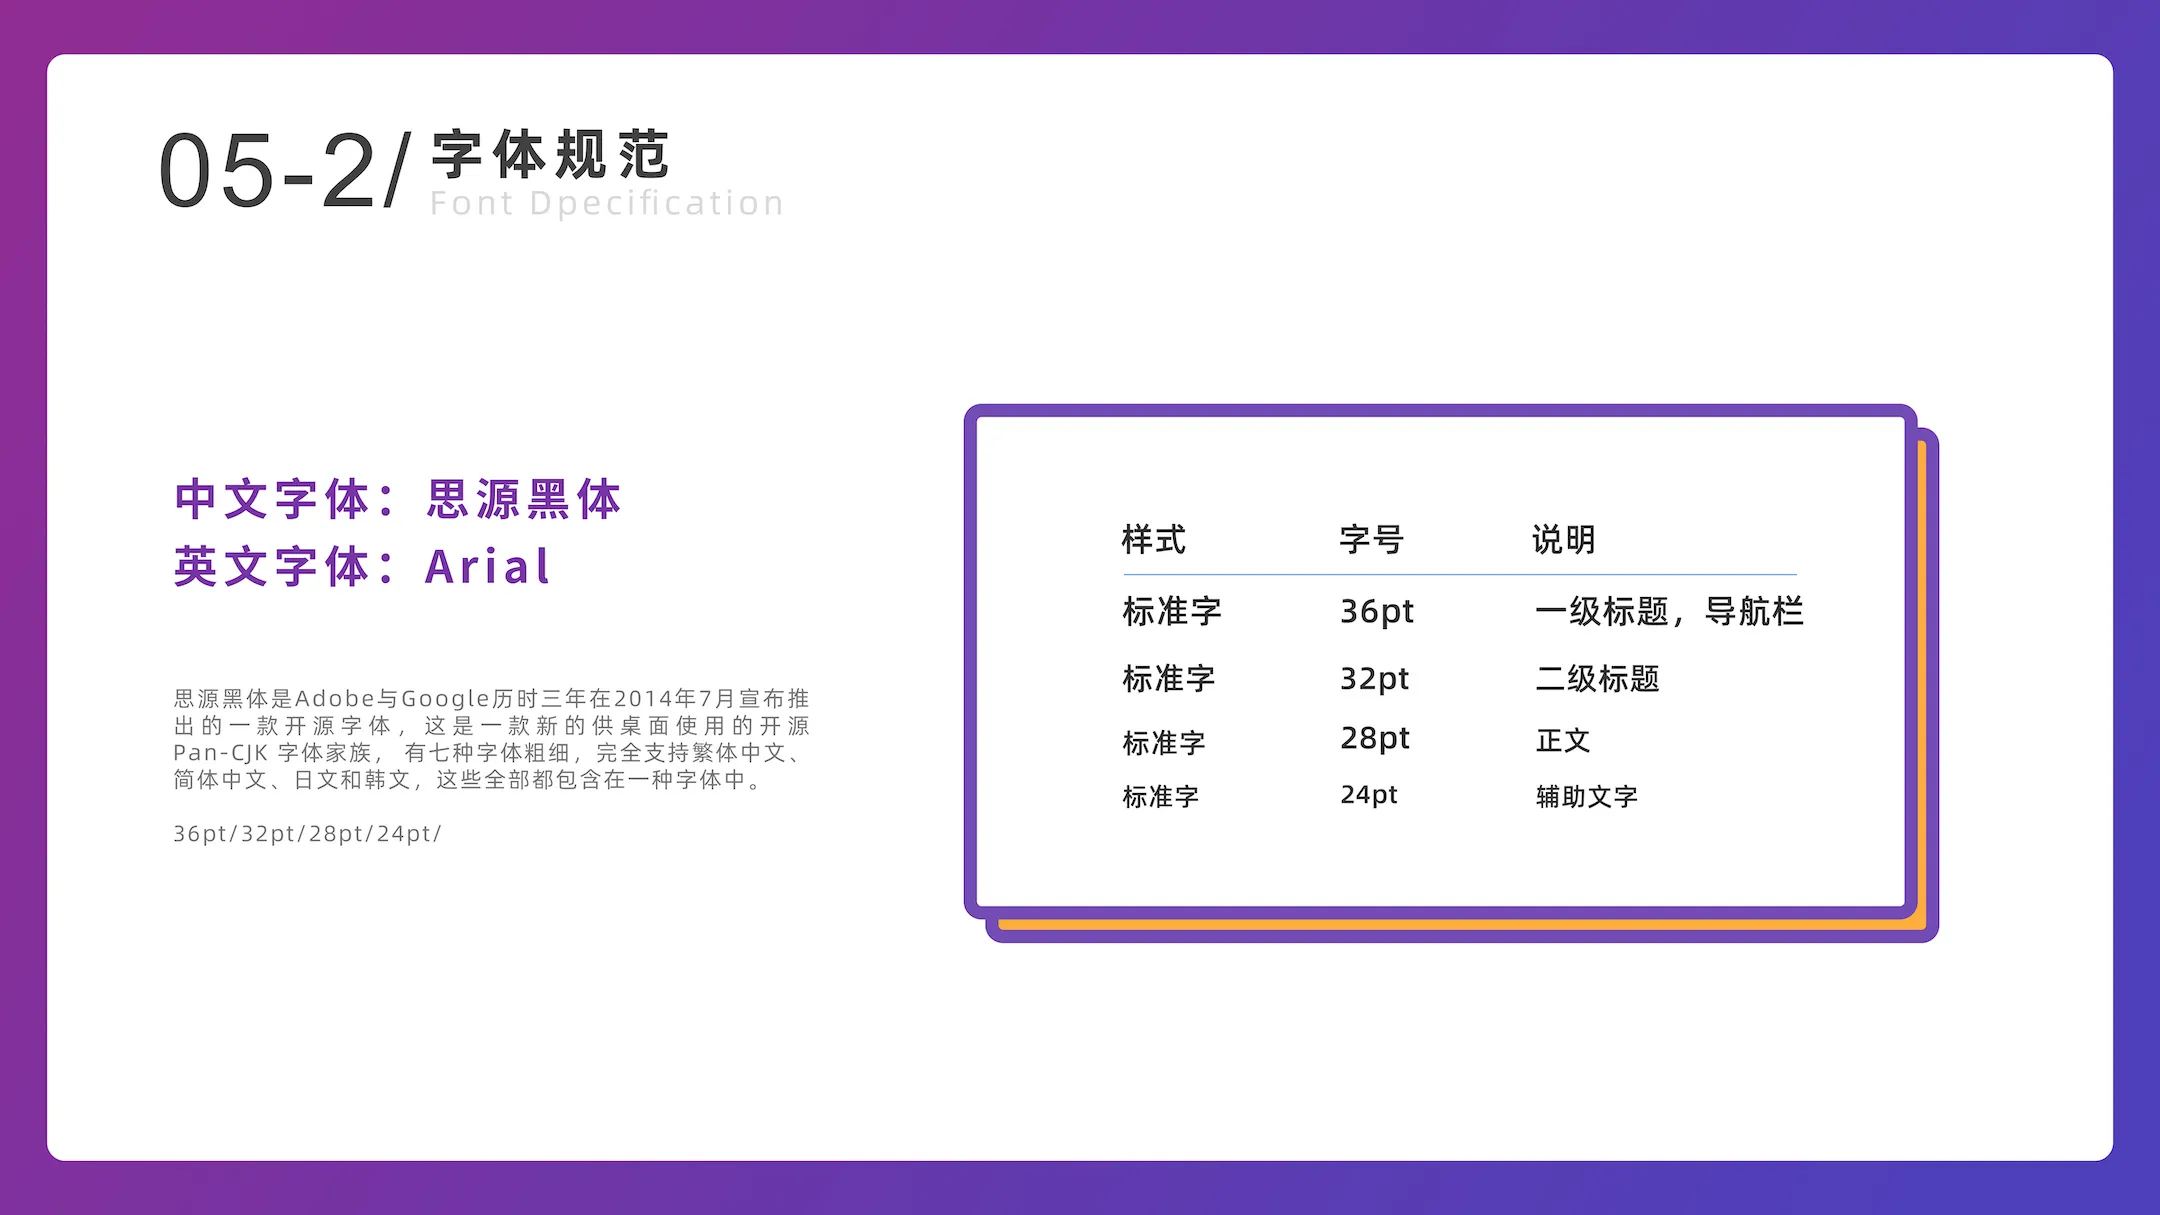 05-2/ 字体规范
Font Dpecification
中文字体：思源黑体
英文字体：Arial
思源黑体是Adobe与Google历时三年在2014年7月宣布推
出的一款开源字体，这是一款新的供桌面使用的开源
Pan-CJK 字体家族， 有七种字体粗细，完全支持繁体中文、
简体中文、日文和韩文，这些全部都包含在一种字体中。
36pt/32pt/28pt/24pt/
样式 字号 说明
标准字 36pt 一级标题，导航栏
标准字 32pt 二级标题
标准字 28pt 正文
标准字 24pt 辅助文字